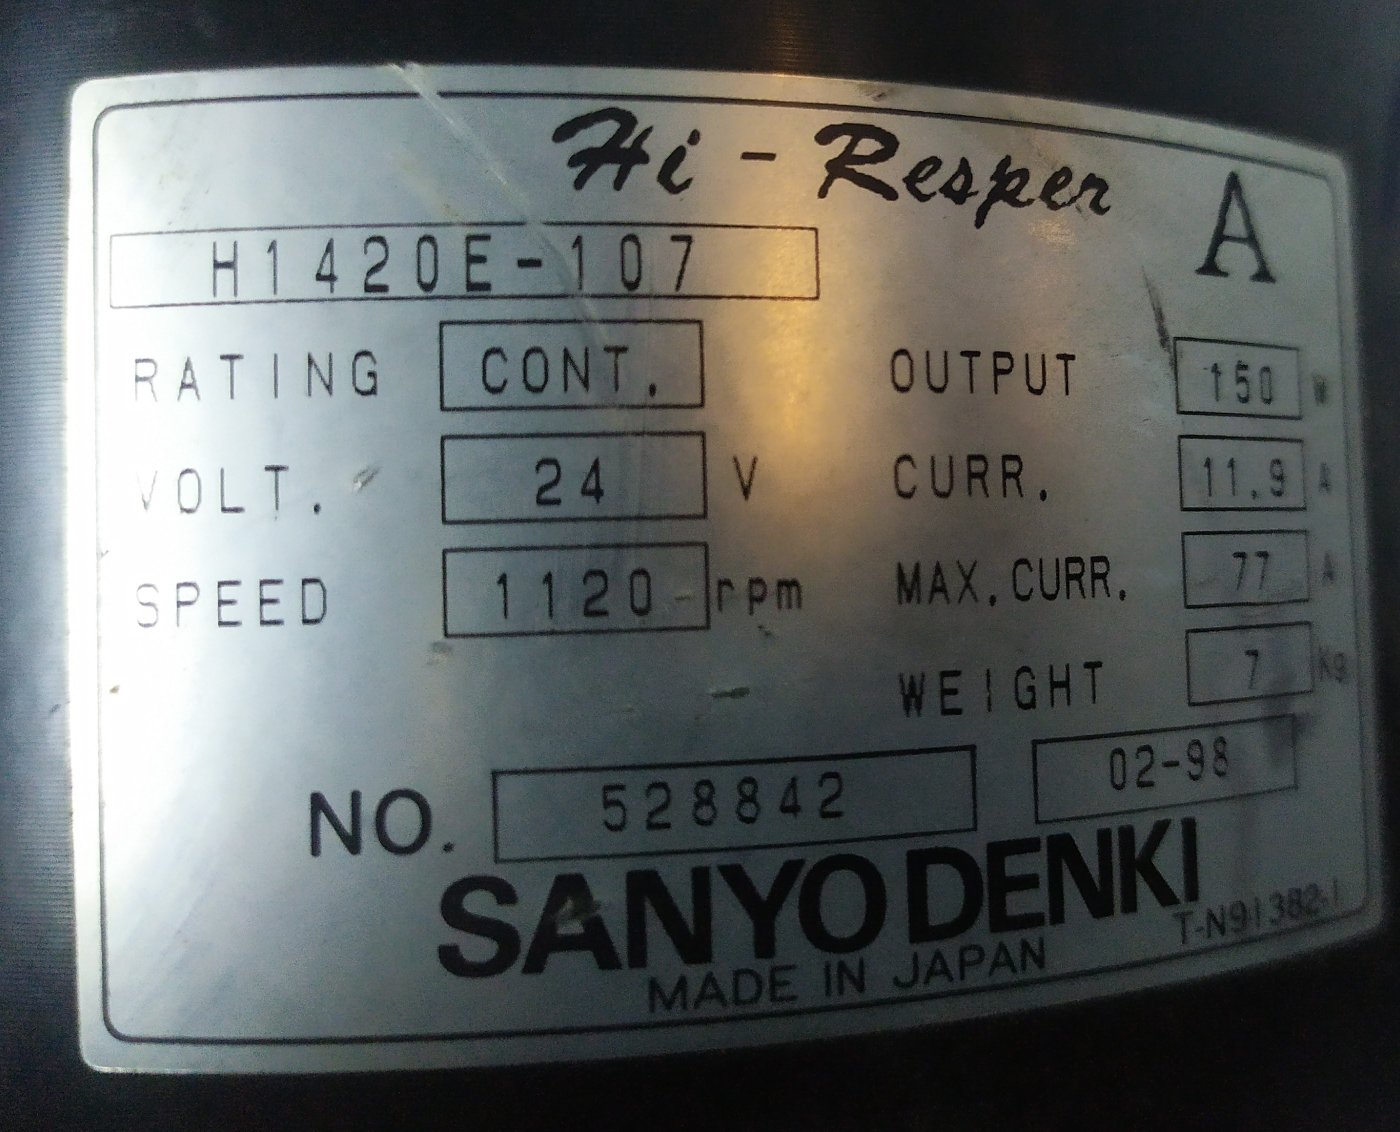 Hi-Resper
A
H1420E-107
RATING CONT. OUTPUT 150 W
VOLT. 24 V CURR. 11.9 A
SPEED 1120 rpm MAX. CURR. 77 A
WEIGHT 7 Kg
NO. 528842 02-98
SANYO DENKI
MADE IN JAPAN T-N91382-1